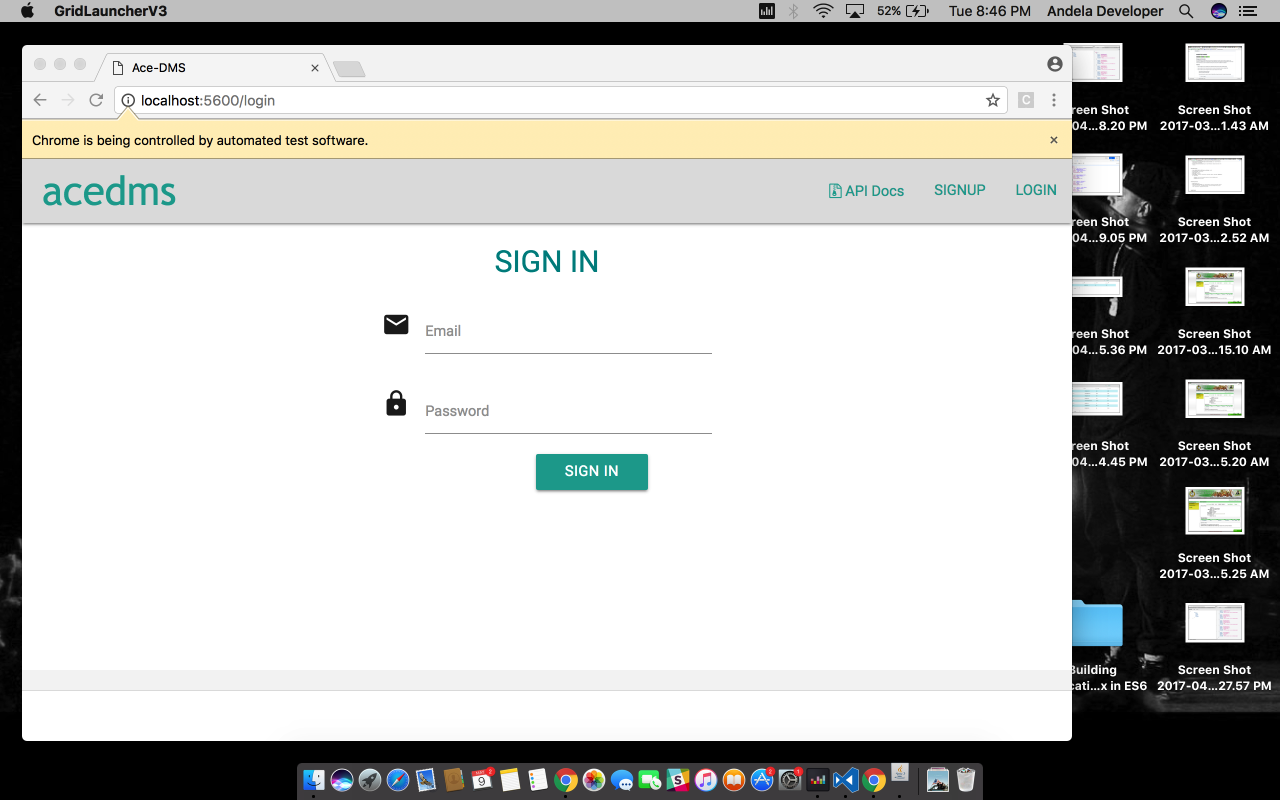 GridLauncherV3
52%
Tue 8:46 PM
Andela Developer
Ace-DMS
localhost:5600/login
C
Chrome is being controlled by automated test software.
acedms
API Docs
SIGNUP
LOGIN
SIGN IN
Email
Password
SIGN IN
reen Shot
04...8.20 PM
Screen Shot
2017-03...1.43 AM
reen Shot
04...9.05 PM
Screen Shot
2017-03...2.52 AM
reen Shot
04...5.36 PM
Screen Shot
2017-03...15.10 AM
reen Shot
04...4.45 PM
Screen Shot
2017-03...5.20 AM
Screen Shot
2017-03...5.25 AM
Building
cati...x in ES6
Screen Shot
2017-04...27.57 PM
9
2